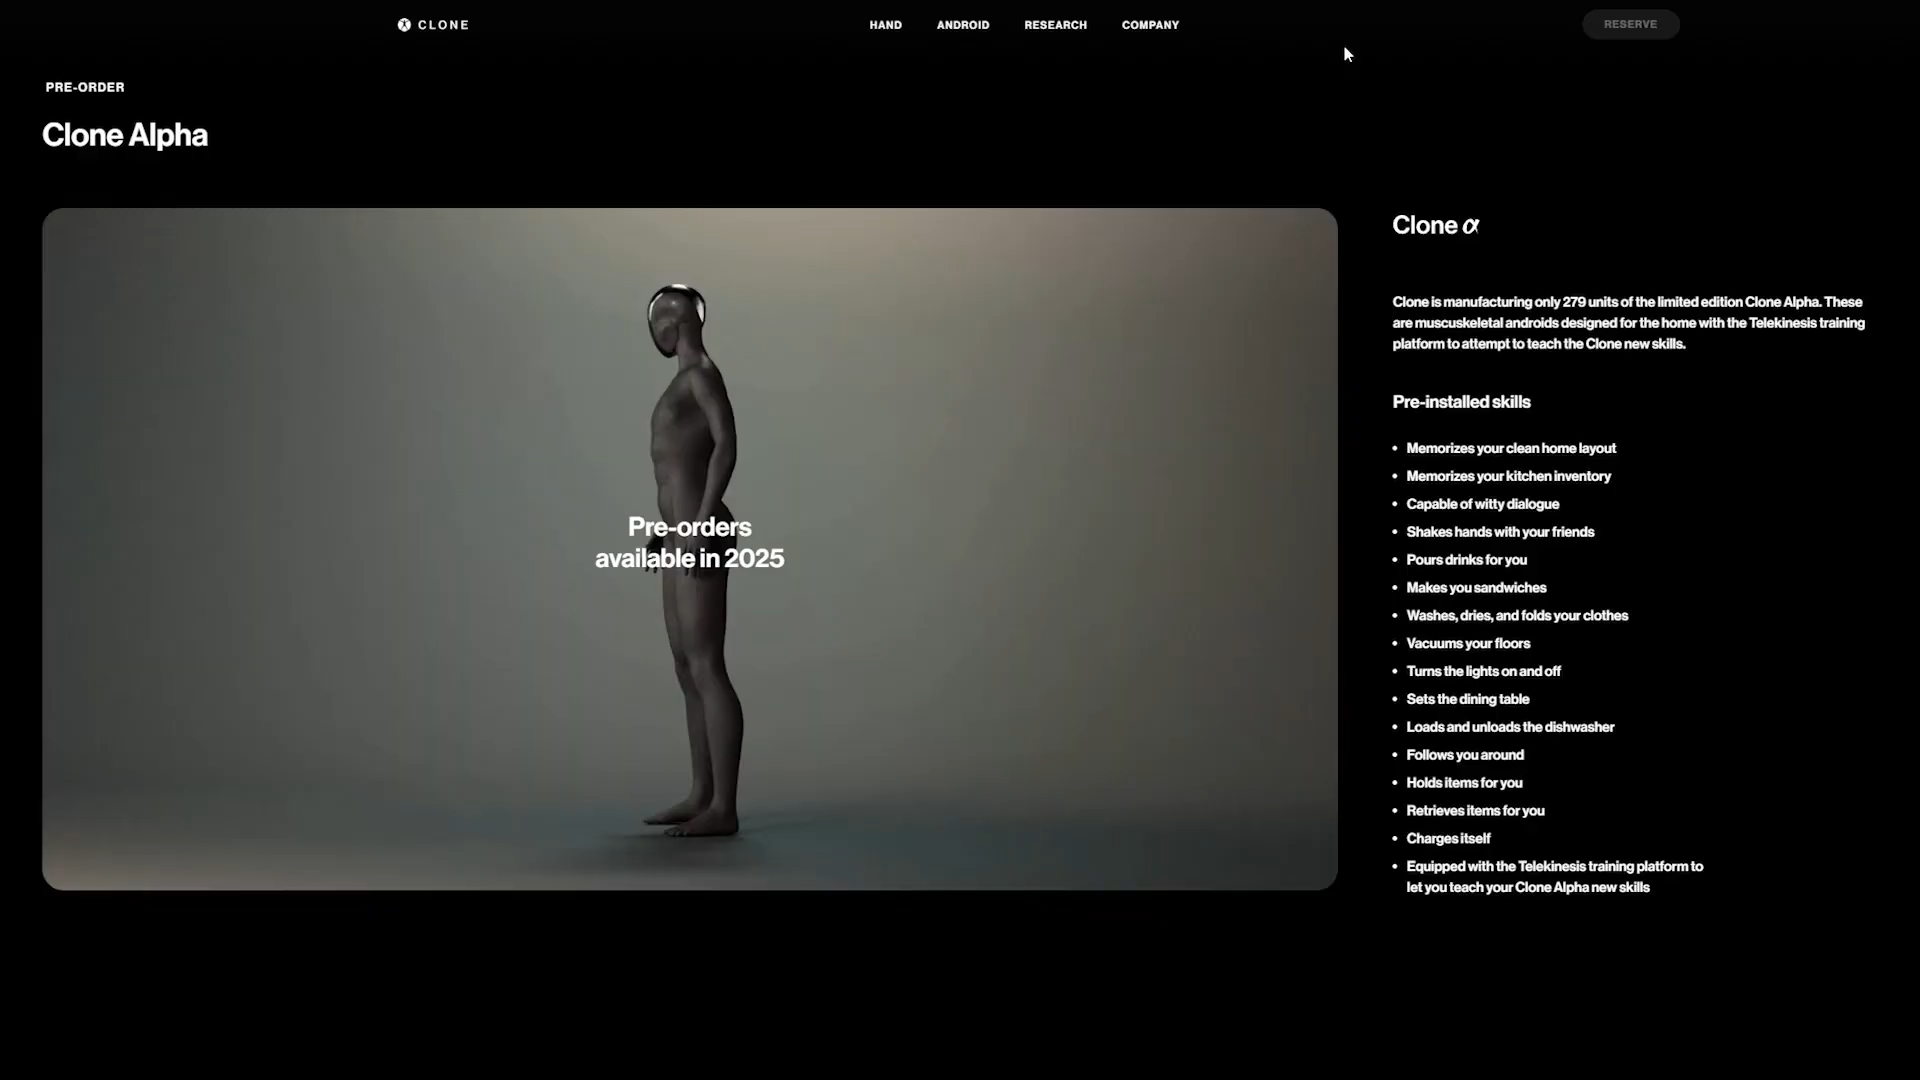 CLONE
HAND
ANDROID
RESEARCH
COMPANY
RESERVE
PRE-ORDER
Clone Alpha
Pre-orders
available in 2025
Clone α
Clone is manufacturing only 279 units of the limited edition Clone Alpha. These
are muscuskeletal androids designed for the home with the Telekinesis training
platform to attempt to teach the Clone new skills.
Pre-installed skills
• Memorizes your clean home layout
• Memorizes your kitchen inventory
• Capable of witty dialogue
• Shakes hands with your friends
• Pours drinks for you
• Makes you sandwiches
• Washes, dries, and folds your clothes
• Vacuums your floors
• Turns the lights on and off
• Sets the dining table
• Loads and unloads the dishwasher
• Follows you around
• Holds items for you
• Retrieves items for you
• Charges itself
• Equipped with the Telekinesis training platform to
let you teach your Clone Alpha new skills